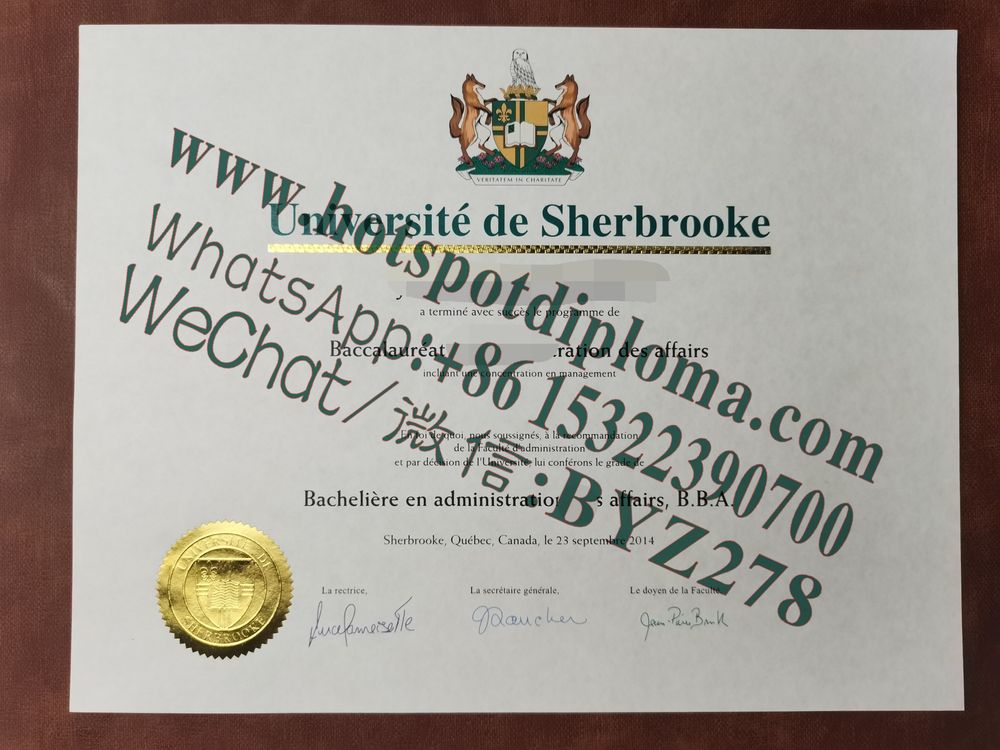 VERITATEM IN CHARITATE
Université de Sherbrooke
a terminé avec succès le programme de
Baccalauréat ration des affairs
incluant une concentration en management
En foi de quoi, nous soussignés, à la recommandation
de la Faculté d'administration
et par décision de l'Université, lui conférons le grade de
Bachelière en administration s affairs, B.B.A.
Sherbrooke, Québec, Canada, le 23 septembre 2014
La rectrice,
La secrétaire générale,
Le doyen de la Faculté
UNIVERSITÉ DE SHERBROOKE
www.hotspotdiploma.com
WhatsApp:+86 15322390700
WeChat/微信:BYZ278